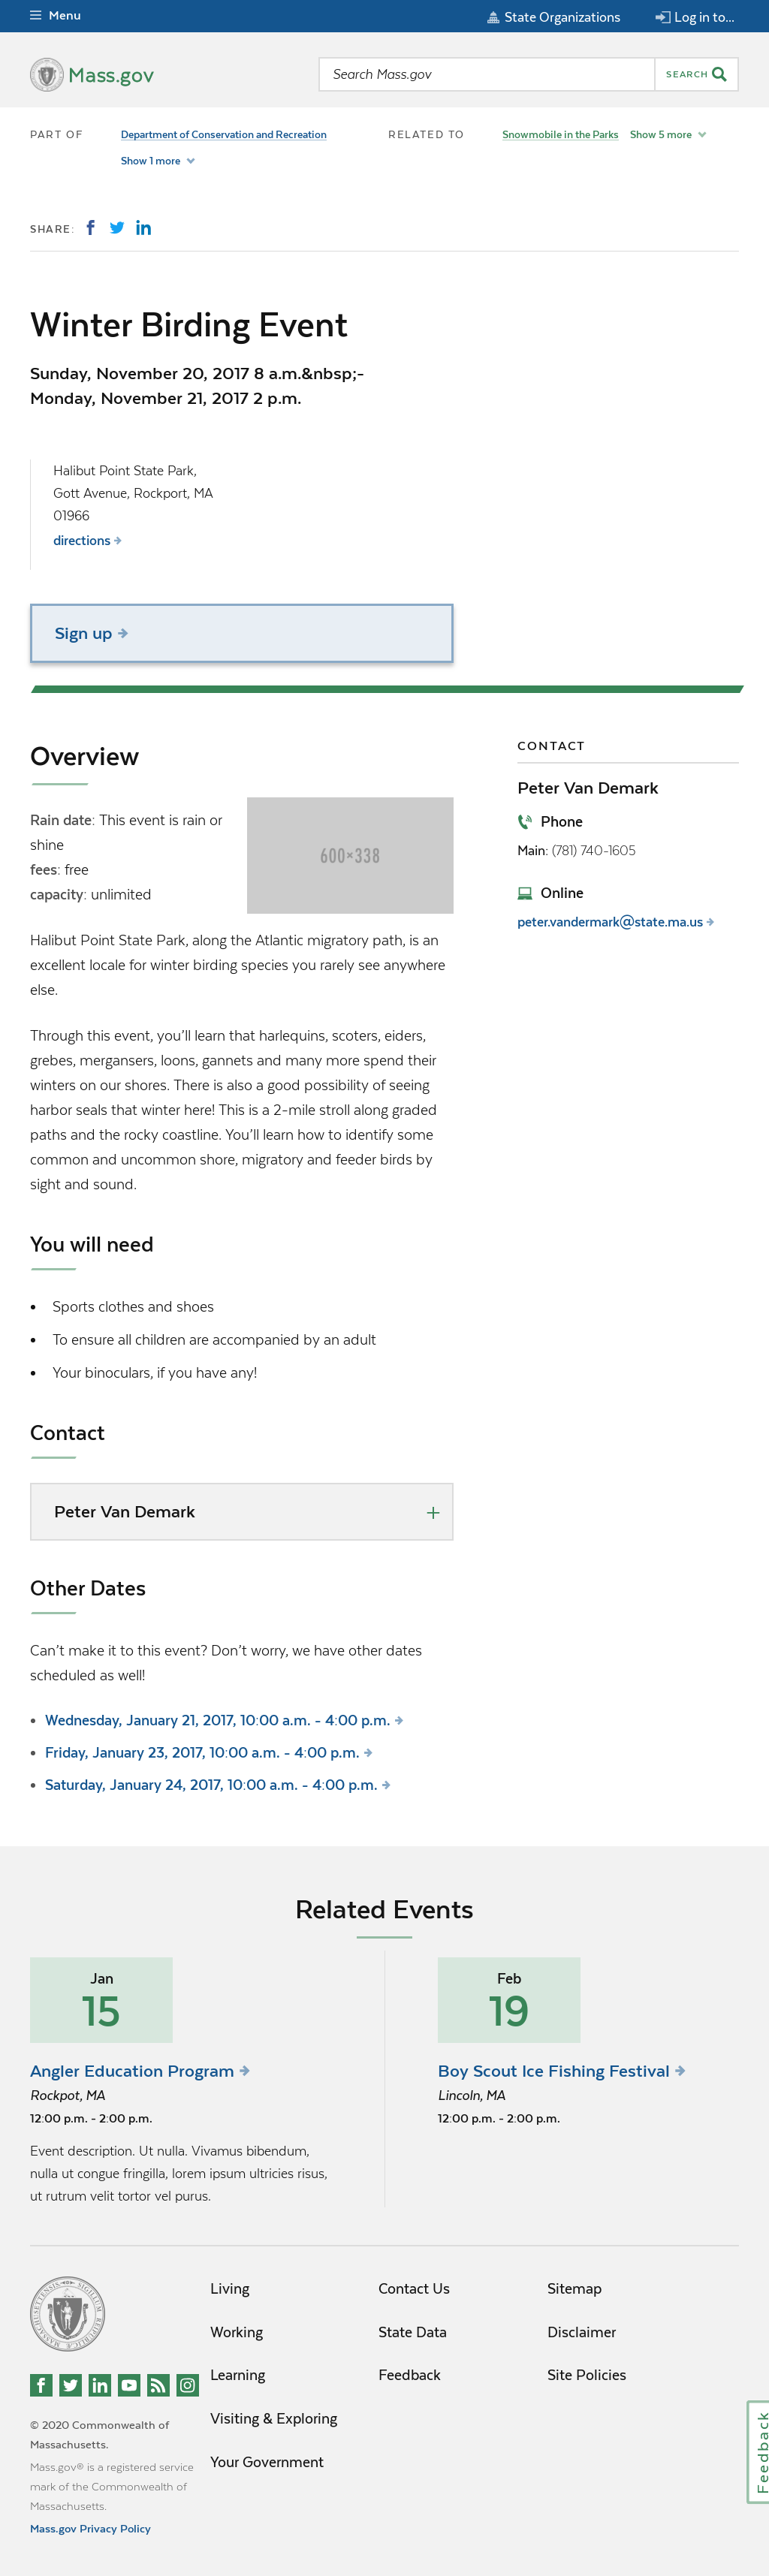 Menu
State Organizations
Log in to...
Mass.gov
Search Mass.gov
SEARCH
PART OF
Department of Conservation and Recreation
Show 1 more
RELATED TO
Snowmobile in the Parks
Show 5 more
SHARE:
Winter Birding Event
Sunday, November 20, 2017 8 a.m.&nbsp;-
Monday, November 21, 2017 2 p.m.
Halibut Point State Park,
Gott Avenue, Rockport, MA
01966
directions
Sign up
Overview
Rain date: This event is rain or
shine
fees: free
capacity: unlimited
600×338
Halibut Point State Park, along the Atlantic migratory path, is an
excellent locale for winter birding species you rarely see anywhere
else.
Through this event, you’ll learn that harlequins, scoters, eiders,
grebes, mergansers, loons, gannets and many more spend their
winters on our shores. There is also a good possibility of seeing
harbor seals that winter here! This is a 2-mile stroll along graded
paths and the rocky coastline. You’ll learn how to identify some
common and uncommon shore, migratory and feeder birds by
sight and sound.
You will need
• Sports clothes and shoes
• To ensure all children are accompanied by an adult
• Your binoculars, if you have any!
Contact
Peter Van Demark
Other Dates
Can’t make it to this event? Don’t worry, we have other dates
scheduled as well!
• Wednesday, January 21, 2017, 10:00 a.m. - 4:00 p.m.
• Friday, January 23, 2017, 10:00 a.m. - 4:00 p.m.
• Saturday, January 24, 2017, 10:00 a.m. - 4:00 p.m.
CONTACT
Peter Van Demark
Phone
Main: (781) 740-1605
Online
peter.vandermark@state.ma.us
Related Events
Jan
15
Angler Education Program
Rockpot, MA
12:00 p.m. - 2:00 p.m.
Event description. Ut nulla. Vivamus bibendum,
nulla ut congue fringilla, lorem ipsum ultricies risus,
ut rutrum velit tortor vel purus.
Feb
19
Boy Scout Ice Fishing Festival
Lincoln, MA
12:00 p.m. - 2:00 p.m.
Living
Working
Learning
Visiting & Exploring
Your Government
Contact Us
State Data
Feedback
Sitemap
Disclaimer
Site Policies
© 2020 Commonwealth of
Massachusetts.
Mass.gov® is a registered service
mark of the Commonwealth of
Massachusetts.
Mass.gov Privacy Policy
Feedback